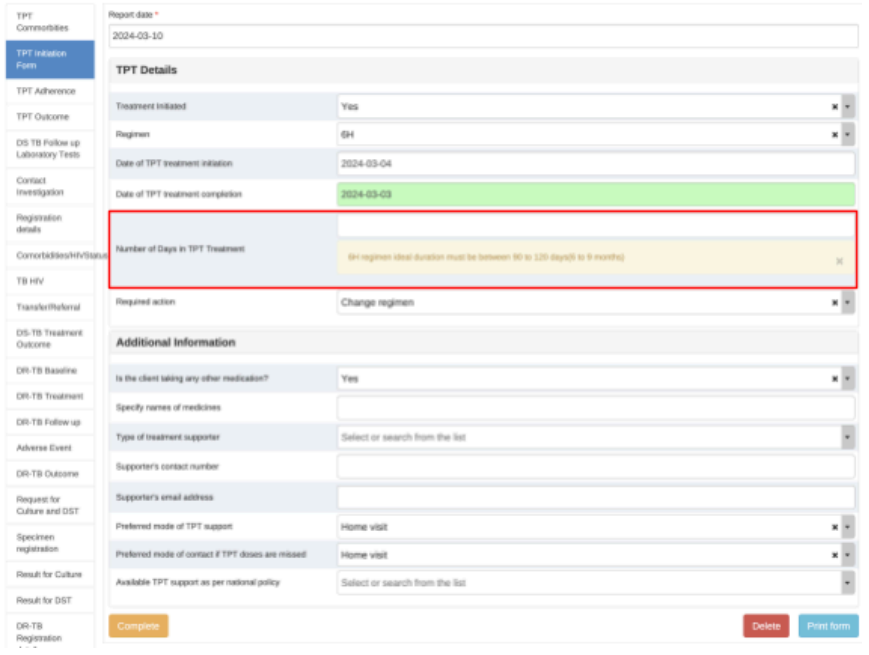 TPT
Commorbities
TPT Initiation
Form
TPT Adherence
TPT Outcome
DS TB Follow up
Laboratory Tests
Contact
Investigation
Registration
details
Comorbidities/HIVStatus
TB HIV
Transfer/Referral
DS-TB Treatment
Outcome
DR-TB Baseline
DR-TB Treatment
DR-TB Follow up
Adverse Event
DR-TB Outcome
Request for
Culture and DST
Specimen
registration
Result for Culture
Result for DST
DR-TB
Registration
Report date *
2024-03-10
TPT Details
Treatment Initiated
Yes
Regimen
6H
Date of TPT treatment initiation
2024-03-04
Date of TPT treatment completion
2024-03-03
Number of Days in TPT Treatment
6H regimen ideal duration must be between 90 to 120 days(6 to 9 months)
Required action
Change regimen
Additional Information
Is the client taking any other medication?
Yes
Specify names of medicines
Type of treatment supporter
Select or search from the list
Supporter's contact number
Supporter's email address
Preferred mode of TPT support
Home visit
Preferred mode of contact if TPT doses are missed
Home visit
Available TPT support as per national policy
Select or search from the list
Complete
Delete
Print form